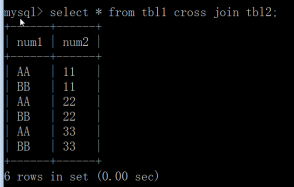 mysql> select * from tbl1 cross join tbl2;
+------+------+
| num1 | num2 |
+------+------+
| AA | 11 |
| BB | 11 |
| AA | 22 |
| BB | 22 |
| AA | 33 |
| BB | 33 |
+------+------+
6 rows in set (0.00 sec)